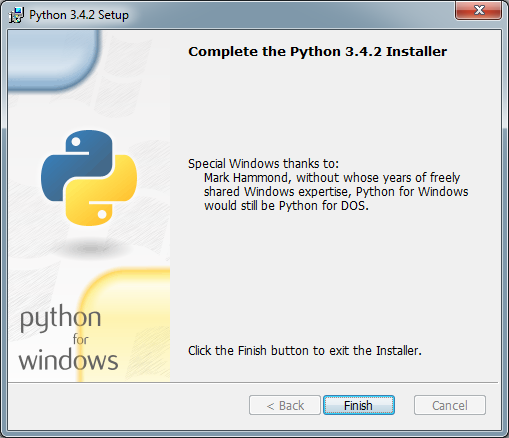 Python 3.4.2 Setup
Complete the Python 3.4.2 Installer
Special Windows thanks to:
Mark Hammond, without whose years of freely
shared Windows expertise, Python for Windows
would still be Python for DOS.
python
for
windows
Click the Finish button to exit the Installer.
< Back
Finish
Cancel